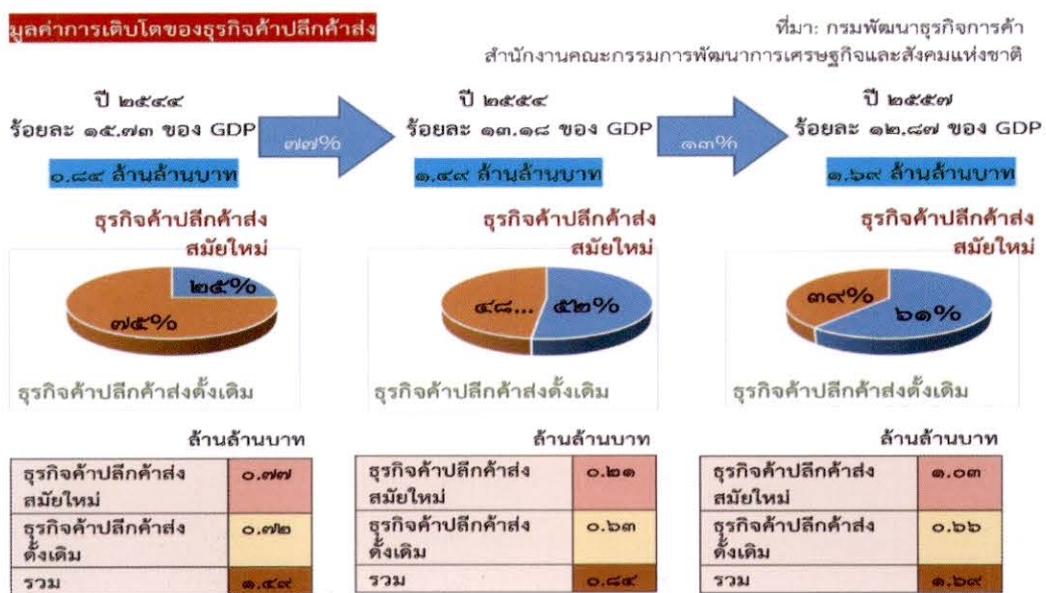 มูลค่าการเติบโตของธุรกิจค้าปลีกค้าส่ง
ที่มา: กรมพัฒนาธุรกิจการค้า
สำนักงานคณะกรรมการพัฒนาการเศรษฐกิจและสังคมแห่งชาติ
ปี ๒๕๔๔
ร้อยละ ๑๕.๗๓ ของ GDP
๐.๘๔ ล้านล้านบาท
๗๗%
ปี ๒๕๕๔
ร้อยละ ๑๓.๑๘ ของ GDP
๑.๔๙ ล้านล้านบาท
๑๓%
ปี ๒๕๕๗
ร้อยละ ๑๒.๘๗ ของ GDP
๑.๖๙ ล้านล้านบาท
ธุรกิจค้าปลีกค้าส่ง
สมัยใหม่
๒๕%
๗๕%
ธุรกิจค้าปลีกค้าส่งดั้งเดิม
ธุรกิจค้าปลีกค้าส่ง
สมัยใหม่
๔๘... ๕๒%
ธุรกิจค้าปลีกค้าส่งดั้งเดิม
ธุรกิจค้าปลีกค้าส่ง
สมัยใหม่
๓๙%
๖๑%
ธุรกิจค้าปลีกค้าส่งดั้งเดิม
ล้านล้านบาท
ธุรกิจค้าปลีกค้าส่ง ๐.๗๗
สมัยใหม่
ธุรกิจค้าปลีกค้าส่ง ๐.๗๒
ดั้งเดิม
รวม ๑.๔๙
ล้านล้านบาท
ธุรกิจค้าปลีกค้าส่ง ๐.๒๑
สมัยใหม่
ธุรกิจค้าปลีกค้าส่ง ๐.๖๓
ดั้งเดิม
รวม ๐.๘๔
ล้านล้านบาท
ธุรกิจค้าปลีกค้าส่ง ๑.๐๓
สมัยใหม่
ธุรกิจค้าปลีกค้าส่ง ๐.๖๖
ดั้งเดิม
รวม ๑.๖๙